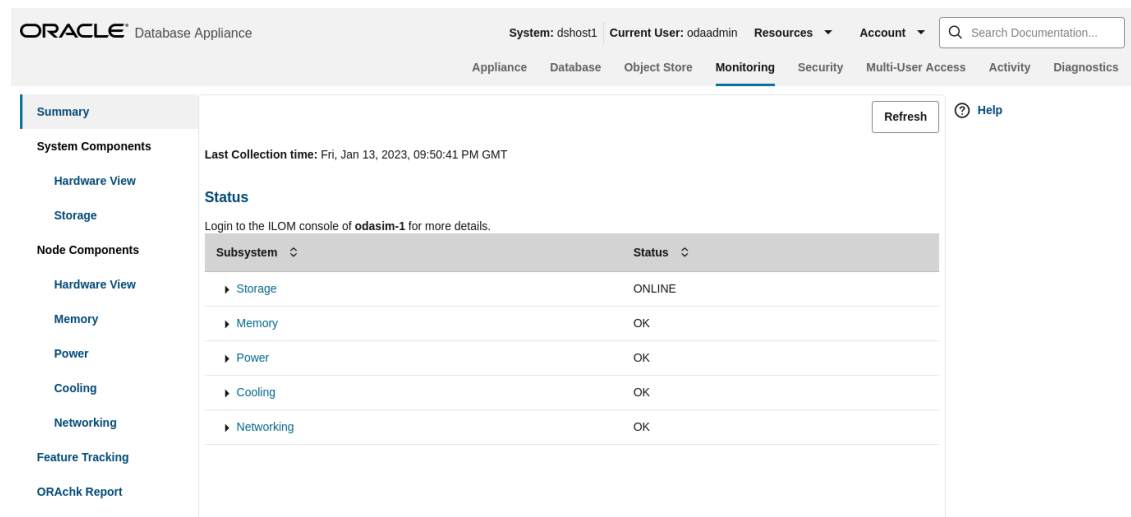 ORACLE® Database Appliance
System: dshost1 Current User: odaadmin Resources Account Search Documentation...
Appliance Database Object Store Monitoring Security Multi-User Access Activity Diagnostics
Summary
System Components
Hardware View
Storage
Node Components
Hardware View
Memory
Power
Cooling
Networking
Feature Tracking
ORAchk Report
Refresh
Last Collection time: Fri, Jan 13, 2023, 09:50:41 PM GMT
Status
Login to the ILOM console of odasim-1 for more details.
Subsystem Status
Storage ONLINE
Memory OK
Power OK
Cooling OK
Networking OK
Help